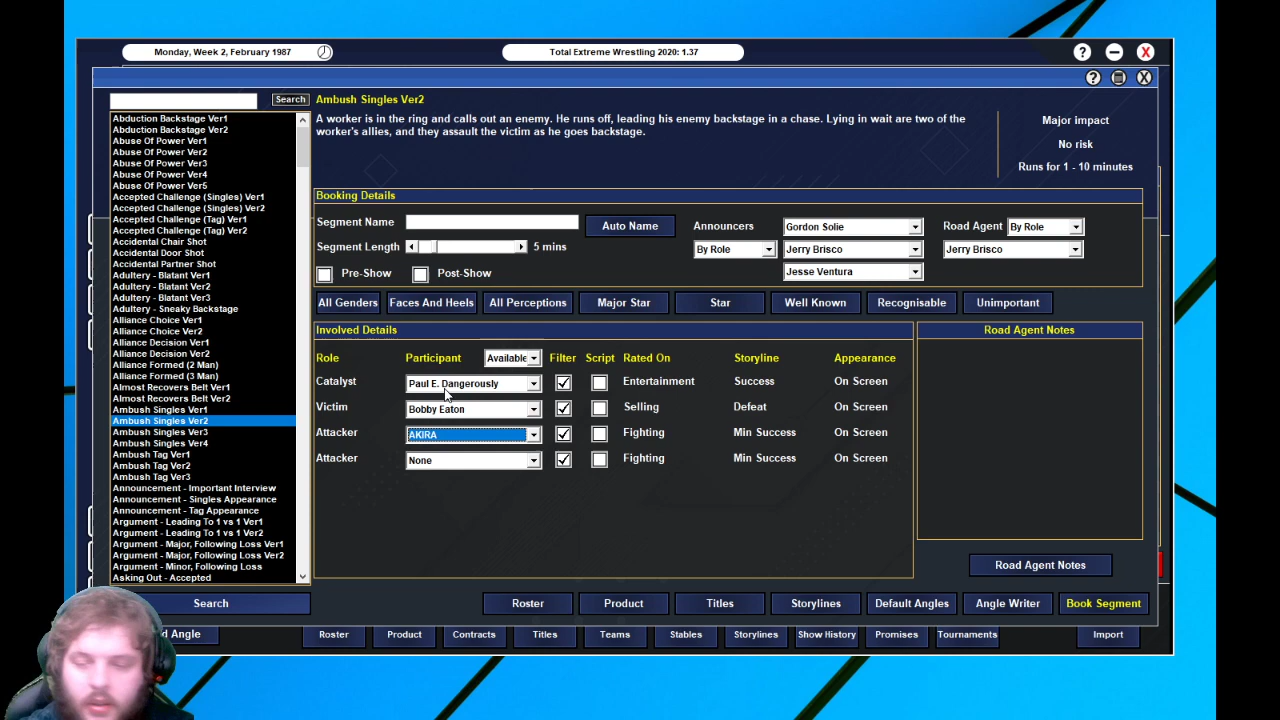 Monday, Week 2, February 1987
Total Extreme Wrestling 2020: 1.37
? X
? X
Search
Ambush Singles Ver2
A worker is in the ring and calls out an enemy. He runs off, leading his enemy backstage in a chase. Lying in wait are two of the
worker's allies, and they assault the victim as he goes backstage.
Major impact
No risk
Runs for 1 - 10 minutes
Abduction Backstage Ver1
Abduction Backstage Ver2
Abuse Of Power Ver1
Abuse Of Power Ver2
Abuse Of Power Ver3
Abuse Of Power Ver4
Abuse Of Power Ver5
Accepted Challenge (Singles) Ver1
Accepted Challenge (Singles) Ver2
Accepted Challenge (Tag) Ver1
Accepted Challenge (Tag) Ver2
Accidental Chair Shot
Accidental Door Shot
Accidental Partner Shot
Adultery - Blatant Ver1
Adultery - Blatant Ver2
Adultery - Blatant Ver3
Adultery - Sneaky Backstage
Alliance Choice Ver1
Alliance Choice Ver2
Alliance Decision Ver1
Alliance Decision Ver2
Alliance Formed (2 Man)
Alliance Formed (3 Man)
Almost Recovers Belt Ver1
Almost Recovers Belt Ver2
Ambush Singles Ver1
Ambush Singles Ver2
Ambush Singles Ver3
Ambush Singles Ver4
Ambush Tag Ver1
Ambush Tag Ver2
Ambush Tag Ver3
Announcement - Important Interview
Announcement - Singles Appearance
Announcement - Tag Appearance
Argument - Leading To 1 vs 1 Ver1
Argument - Leading To 1 vs 1 Ver2
Argument - Major, Following Loss Ver1
Argument - Major, Following Loss Ver2
Argument - Minor, Following Loss
Asking Out - Accepted
Booking Details
Segment Name Auto Name Announcers Gordon Solie Road Agent By Role
Segment Length 5 mins By Role Jerry Brisco Jerry Brisco
Pre-Show Post-Show Jesse Ventura
All Genders Faces And Heels All Perceptions Major Star Star Well Known Recognisable Unimportant
Involved Details Road Agent Notes
Role Participant Available Filter Script Rated On Storyline Appearance
Catalyst Paul E. Dangerously Entertainment Success On Screen
Victim Bobby Eaton Selling Defeat On Screen
Attacker AKIRA Fighting Min Success On Screen
Attacker None Fighting Min Success On Screen
Road Agent Notes
Search Roster Product Titles Storylines Default Angles Angle Writer Book Segment
d Angle Roster Product Contracts Titles Teams Stables Storylines Show History Promises Tournaments Import